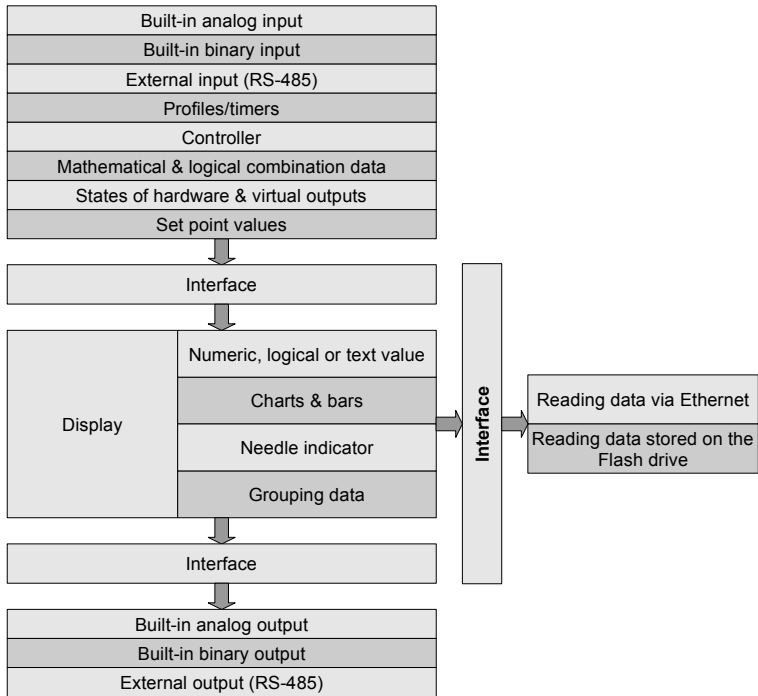 Built-in analog input
Built-in binary input
External input (RS-485)
Profiles/timers
Controller
Mathematical & logical combination data
States of hardware & virtual outputs
Set point values
Interface
Display
Numeric, logical or text value
Charts & bars
Needle indicator
Grouping data
Interface
Reading data via Ethernet
Reading data stored on the
Flash drive
Interface
Built-in analog output
Built-in binary output
External output (RS-485)